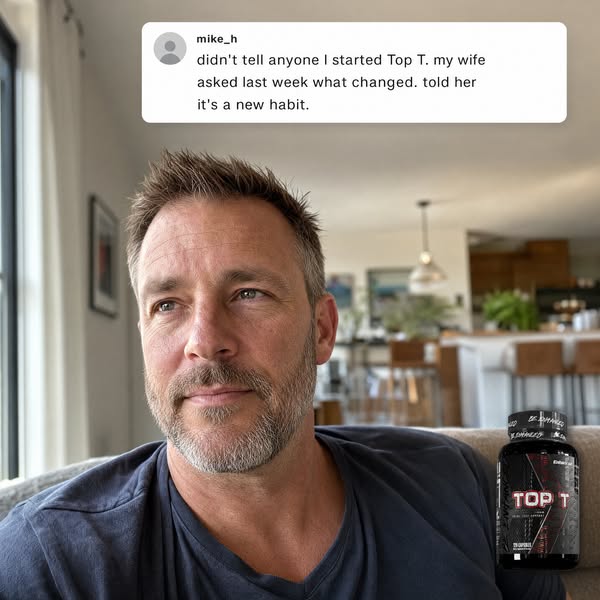 mike_h
didn't tell anyone I started Top T. my wife
asked last week what changed. told her
it's a new habit.
TOP T